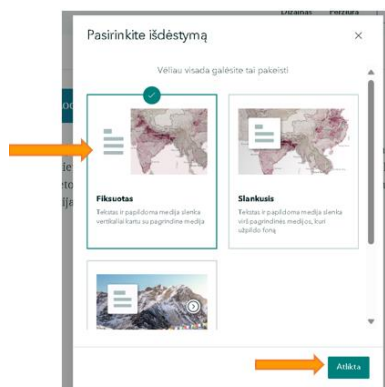 Dizainas Peržiūra
Pasirinkite išdėstymą
Vėliau visada galėsite tai pakeisti
Fiksuotas
Tekstas ir papildoma medija slenka
vertikaliai kartu su pagrindine medija
Slankusis
Tekstas ir papildoma medija slenka
virš pagrindinės medijos, kuri
užpildo foną
Atlikta